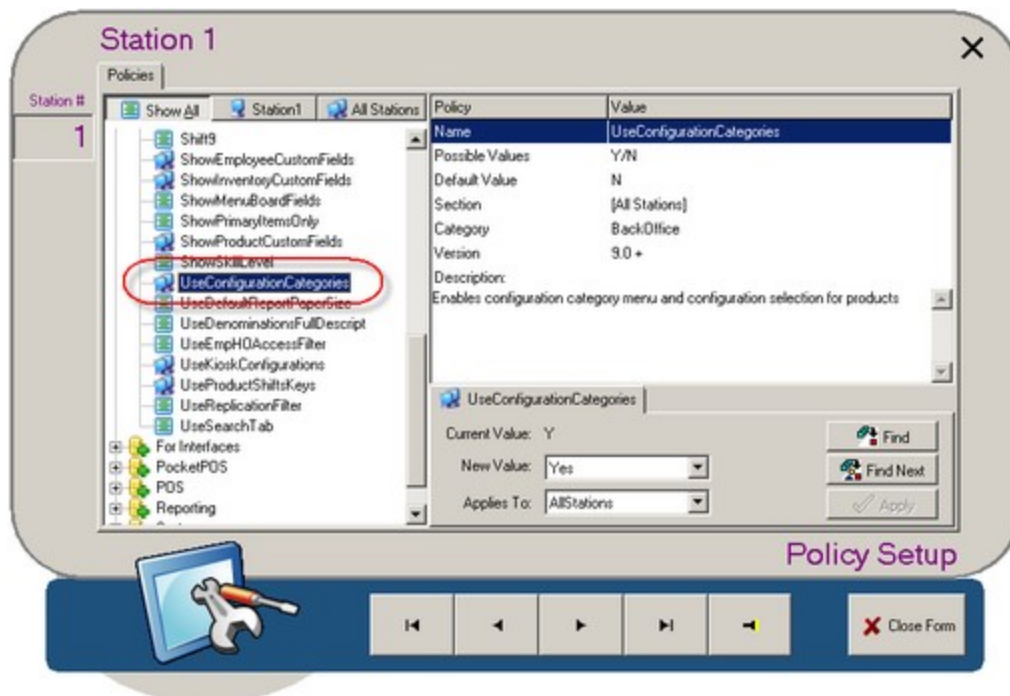 Station 1
Policies
Station #
1
Show All
Station1
All Stations
Shift9
ShowEmployeeCustomFields
ShowInventoryCustomFields
ShowMenuBoardFields
ShowPrimaryItemsOnly
ShowProductCustomFields
ShowSkillLevel
UseConfigurationCategories
UseDefaultReportPaperSize
UseDenominationsFullDescript
UseEmpHOAccessFilter
UseKioskConfigurations
UseProductShiftsKeys
UseReplicationFilter
UseSearchTab
For Interfaces
PocketPOS
POS
Reporting
Policy Value
Name UseConfigurationCategories
Possible Values Y/N
Default Value N
Section [All Stations]
Category BackOffice
Version 9.0 +
Description:
Enables configuration category menu and configuration selection for products
UseConfigurationCategories
Current Value: Y
New Value: Yes
Applies To: AllStations
Find
Find Next
Apply
Policy Setup
Close Form